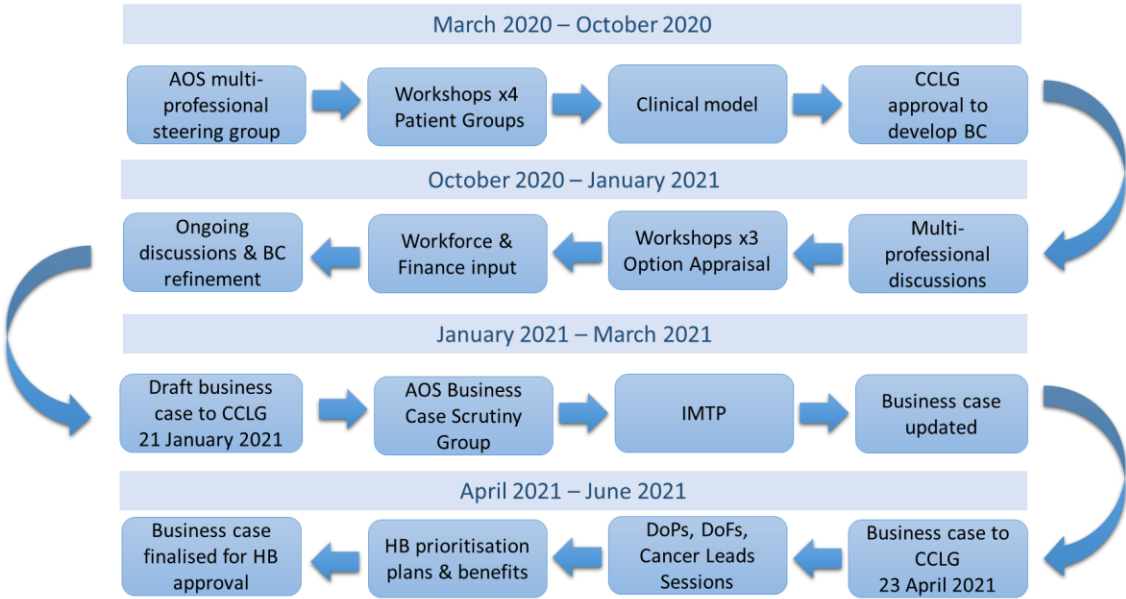 March 2020 – October 2020
AOS multi-
professional
steering group
Workshops x4
Patient Groups
Clinical model
CCLG
approval to
develop BC
October 2020 – January 2021
Ongoing
discussions & BC
refinement
Workforce &
Finance input
Workshops x3
Option Appraisal
Multi-
professional
discussions
January 2021 – March 2021
Draft business
case to CCLG
21 January 2021
AOS Business
Case Scrutiny
Group
IMTP
Business case
updated
April 2021 – June 2021
Business case
finalised for HB
approval
HB prioritisation
plans & benefits
DoPs, DoFs,
Cancer Leads
Sessions
Business case to
CCLG
23 April 2021